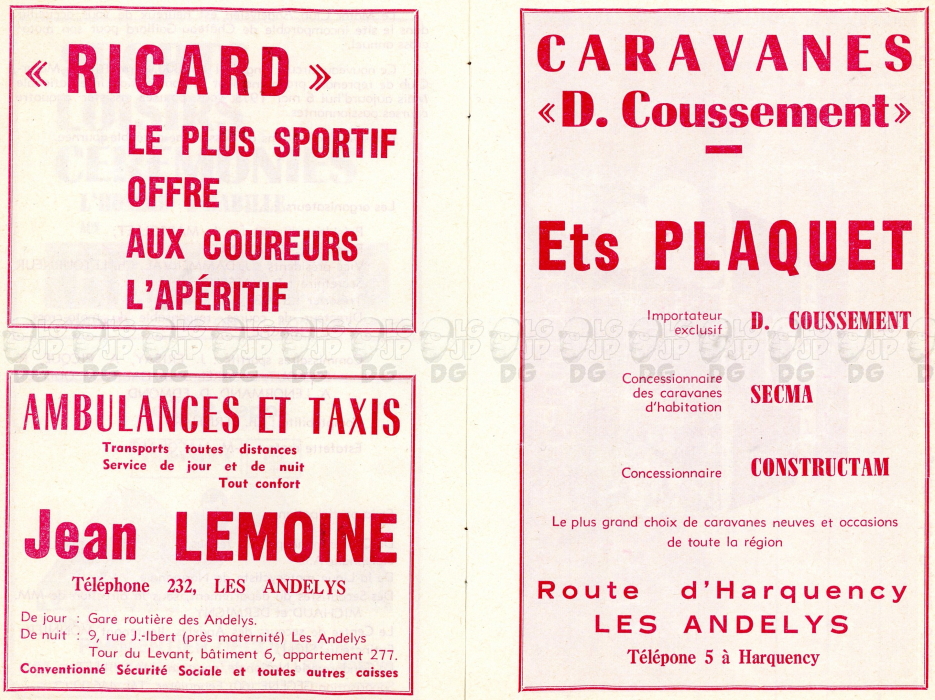 « RICARD »
LE PLUS SPORTIF
OFFRE
AUX COUREURS
L'APÉRITIF
AMBULANCES ET TAXIS
Transports toutes distances
Service de jour et de nuit
Tout confort
Jean LEMOINE
Téléphone 232, LES ANDELYS
De jour : Gare routière des Andelys.
De nuit : 9, rue J.-Ibert (près maternité) Les Andelys
Tour du Levant, bâtiment 6, appartement 277.
Conventionné Sécurité Sociale et toutes autres caisses
CARAVANES
«D. Coussement»
Ets PLAQUET
Importateur
exclusif D. COUSSEMENT
Concessionnaire
des caravanes
d'habitation SECMA
Concessionnaire CONSTRUCTAM
Le plus grand choix de caravanes neuves et occasions
de toute la région
Route d'Harquency
LES ANDELYS
Télépone 5 à Harquency